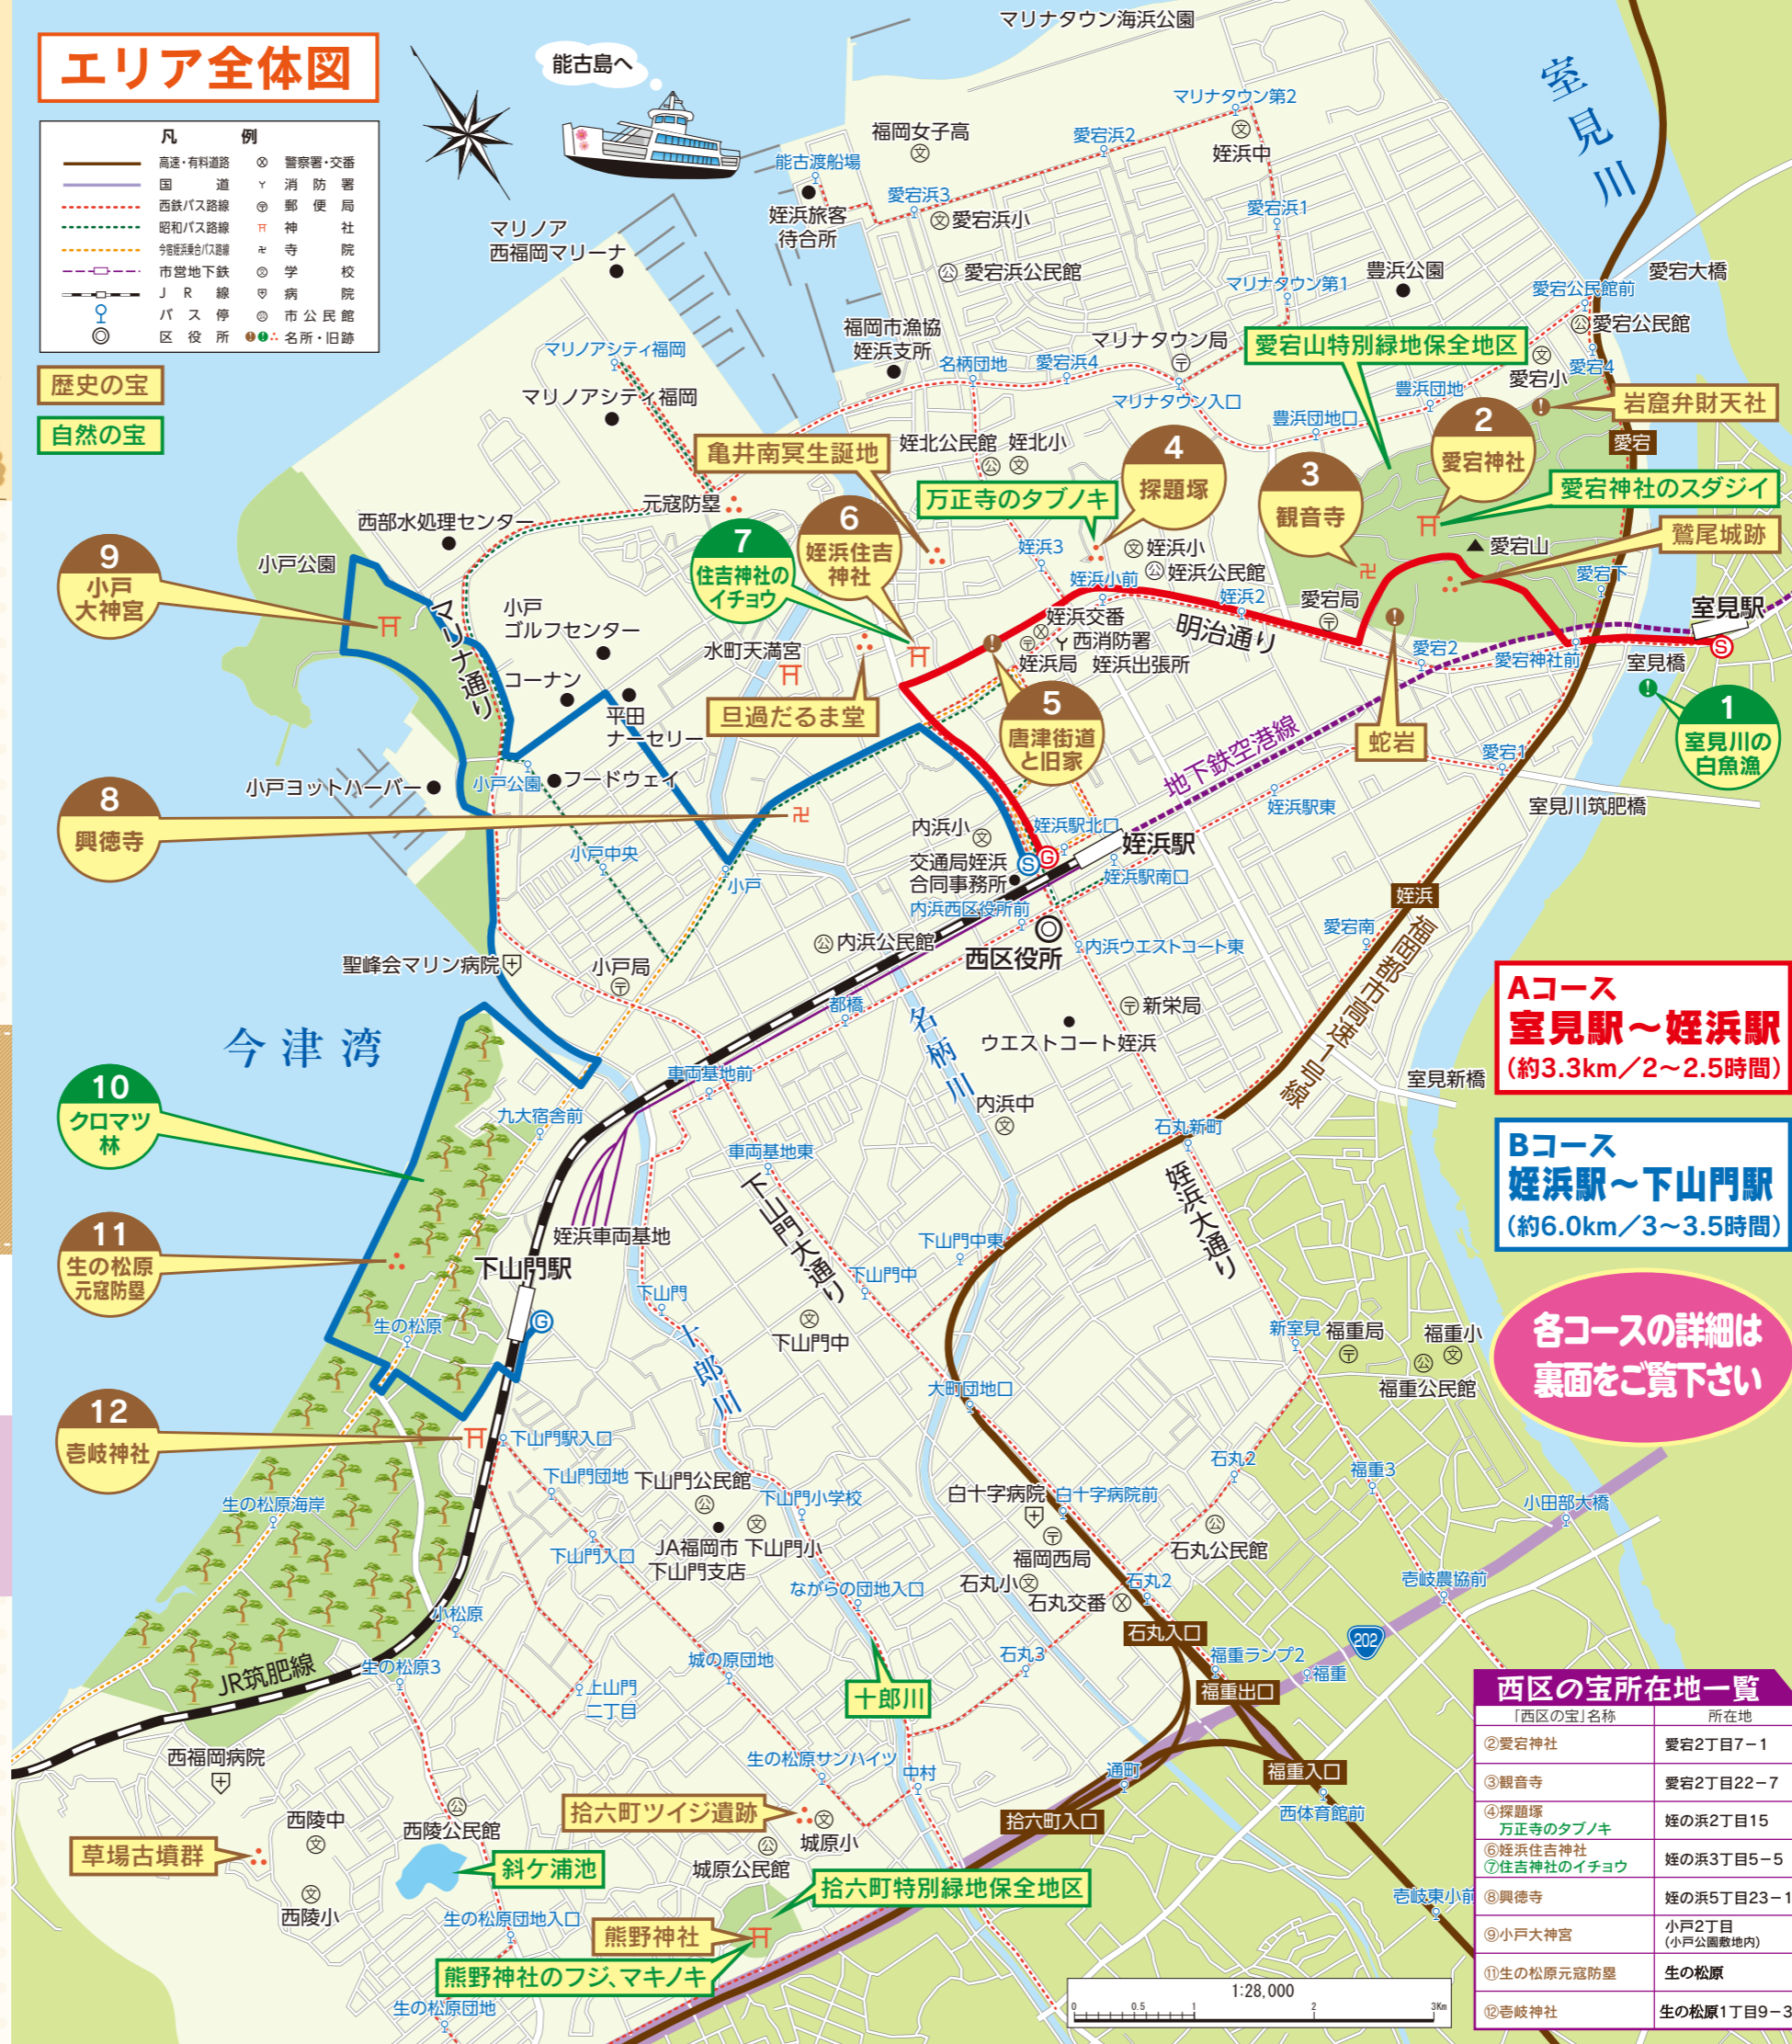 エリア全体図
凡 例
高速・有料道路
国道
西鉄バス路線
昭和バス路線
今宿姪浜乗合バス路線
市営地下鉄
JR線
バス停
区役所
警察署・交番
消防署
郵便局
神社
寺院
学校
病院
市公民館
名所・旧跡
歴史の宝
自然の宝
能古島へ
マリナタウン海浜公園
室見川
マリナタウン第2
愛宕浜2
姪浜中
福岡女子高
能古渡船場
姪浜旅客
待合所
愛宕浜3
愛宕浜小
愛宕浜1
愛宕浜公民館
マリナタウン第1
豊浜公園
愛宕大橋
愛宕公民館前
愛宕公民館
マリノア
西福岡マリーナ
福岡市漁協
姪浜支所
マリナタウン局
愛宕山特別緑地保全地区
愛宕小
愛宕4
マリノアシティ福岡
マリノアシティ福岡
名柄団地
愛宕浜4
マリナタウン入口
豊浜団地
豊浜団地口
岩窟弁財天社
愛宕
2
愛宕神社
愛宕神社のスダジイ
鷲尾城跡
愛宕山
愛宕下
3
観音寺
4
探題塚
万正寺のタブノキ
姪北公民館
姪北小
亀井南冥生誕地
元寇防塁
西部水処理センター
小戸公園
9
小戸
大神宮
マリナ通り
小戸
ゴルフセンター
コーナン
平田
ナーセリー
水町天満宮
7
住吉神社の
イチョウ
6
姪浜住吉
神社
姪浜3
姪浜小
姪浜公民館
姪浜小前
姪浜2
愛宕局
明治通り
姪浜交番
西消防署
姪浜出張所
姪浜局
室見駅
S
室見橋
愛宕2
愛宕神社前
1
室見川の
白魚漁
蛇岩
5
唐津街道
と旧家
旦過だるま堂
地下鉄空港線
愛宕1
室見川筑肥橋
姪浜駅東
小戸公園
フードウェイ
小戸ヨットハーバー
8
興徳寺
小戸中央
小戸
内浜小
交通局姪浜
合同事務所
姪浜駅北口
姪浜駅
S
G
姪浜駅南口
内浜西区役所前
西区役所
内浜ウエストコート東
内浜公民館
姪浜
愛宕南
福岡都市高速1号線
聖峰会マリン病院
小戸局
都橋
名柄川
新栄局
ウエストコート姪浜
今津湾
室見新橋
車両基地前
内浜中
石丸新町
九大宿舎前
車両基地東
10
クロマツ
林
11
生の松原
元寇防塁
12
壱岐神社
姪浜車両基地
下山門駅
G
下山門大通り
姪浜大通り
下山門中東
下山門中
下山門
下山門中
十郎川
生の松原
新室見
福重局
福重小
福重公民館
大町団地口
Aコース
室見駅～姪浜駅
(約3.3km／2～2.5時間)
Bコース
姪浜駅～下山門駅
(約6.0km／3～3.5時間)
各コースの詳細は
裏面をご覧下さい
下山門駅入口
下山門団地
下山門公民館
下山門小学校
下山門入口
JA福岡市
下山門支店
下山門小
白十字病院
白十字病院前
福岡西局
石丸2
福重3
小田部大橋
石丸公民館
石丸小
石丸交番
石丸2
壱岐農協前
生の松原海岸
小松原
ながらの団地入口
石丸入口
石丸3
福重ランプ2
202
福重
福重出口
福重入口
城の原団地
十郎川
生の松原3
JR筑肥線
上山門
二丁目
生の松原サンハイツ
中村
通町
西体育館前
拾六町入口
西福岡病院
西陵中
西陵公民館
拾六町ツイジ遺跡
城原小
城原公民館
草場古墳群
西陵小
斜ケ浦池
拾六町特別緑地保全地区
壱岐東小前
生の松原団地入口
熊野神社
熊野神社のフジ、マキノキ
生の松原団地
1:28,000
0 0.5 1 2 3Km
西区の宝所在地一覧
「西区の宝」名称 所在地
②愛宕神社 愛宕2丁目7－1
③観音寺 愛宕2丁目22－7
④探題塚
万正寺のタブノキ 姪の浜2丁目15
⑥姪浜住吉神社
⑦住吉神社のイチョウ 姪の浜3丁目5－5
⑧興徳寺 姪の浜5丁目23－1
⑨小戸大神宮 小戸2丁目
(小戸公園敷地内)
⑪生の松原元寇防塁 生の松原
⑫壱岐神社 生の松原1丁目9－3